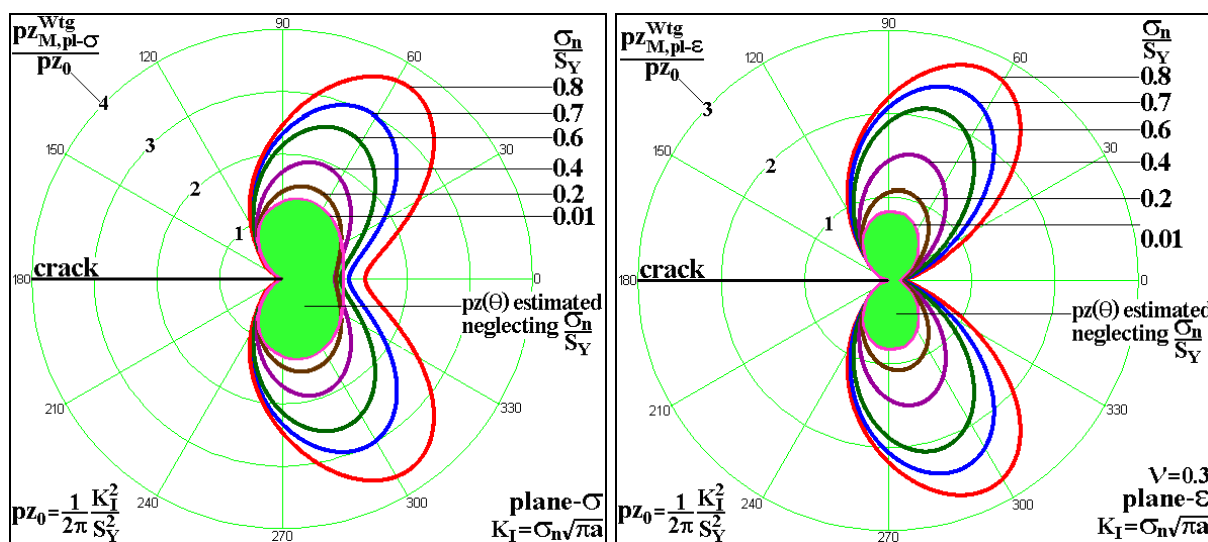 pz^Wtg_M,pl-σ / pz_0
σ_n / S_Y
0.8
0.7
0.6
0.4
0.2
0.01
90
60
30
0
330
300
270
240
210
180
150
120
4
3
2
1
crack
pz(Θ) estimated
neglecting σ_n / S_Y
pz_0 = 1/2π K_I^2/S_Y^2
plane-σ
K_I=σ_n√πa
pz^Wtg_M,pl-ε / pz_0
σ_n / S_Y
0.8
0.7
0.6
0.4
0.2
0.01
90
60
30
0
330
300
270
240
210
180
150
120
3
2
1
crack
pz(Θ) estimated
neglecting σ_n / S_Y
pz_0 = 1/2π K_I^2/S_Y^2
ν=0.3
plane-ε
K_I=σ_n√πa